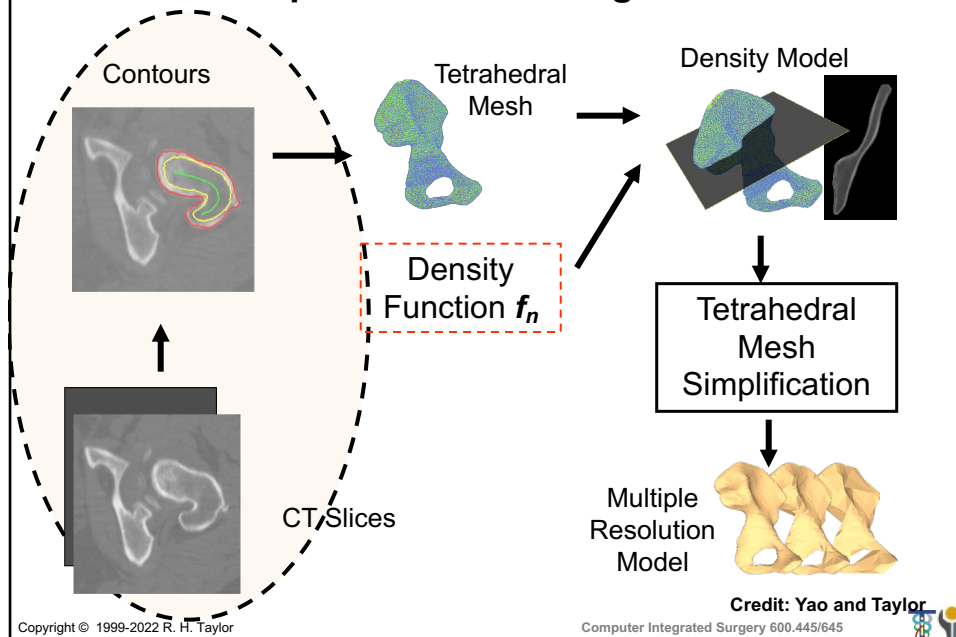 Contours
Tetrahedral
Mesh
Density Model
Density
Function fn
Tetrahedral
Mesh
Simplification
CT Slices
Multiple
Resolution
Model
Credit: Yao and Taylor
Copyright © 1999-2022 R. H. Taylor
Computer Integrated Surgery 600.445/645